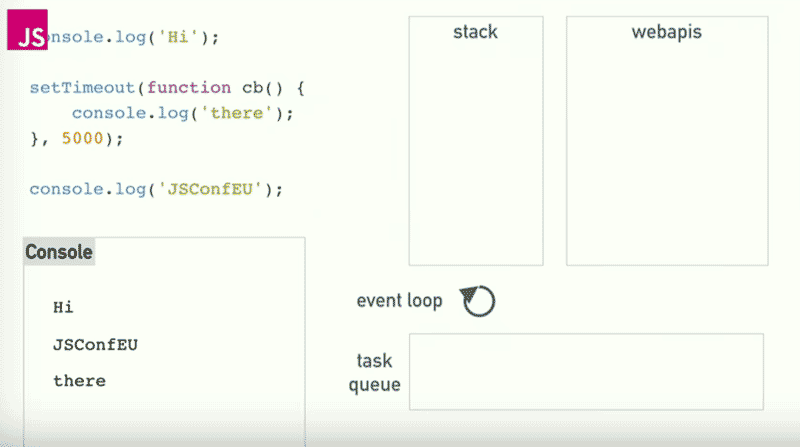 JS
onsole.log('Hi');
setTimeout(function cb() {
    console.log('there');
}, 5000);
console.log('JSConfEU');
Console
Hi
JSConfEU
there
stack
webapis
event loop
task
queue